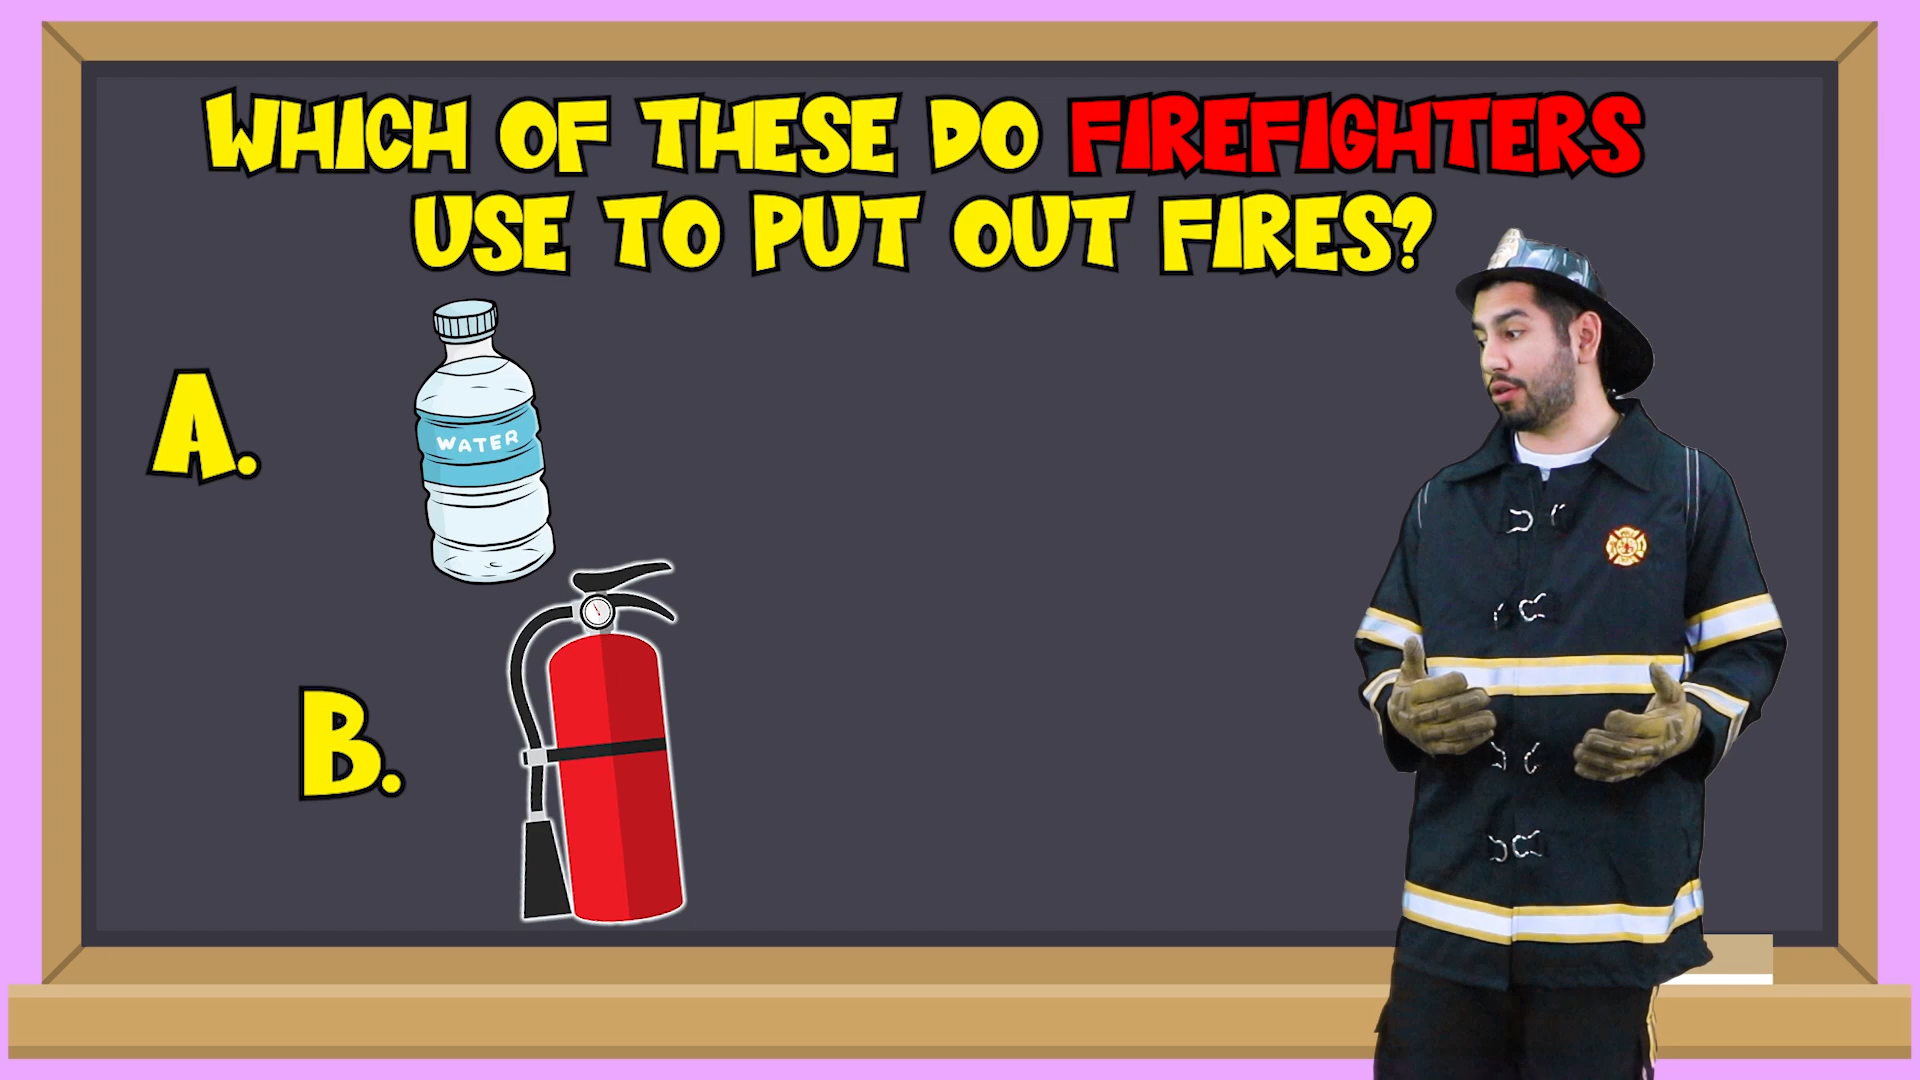 WHICH OF THESE DO FIREFIGHTERS
USE TO PUT OUT FIRES?
A.
WATER
B.